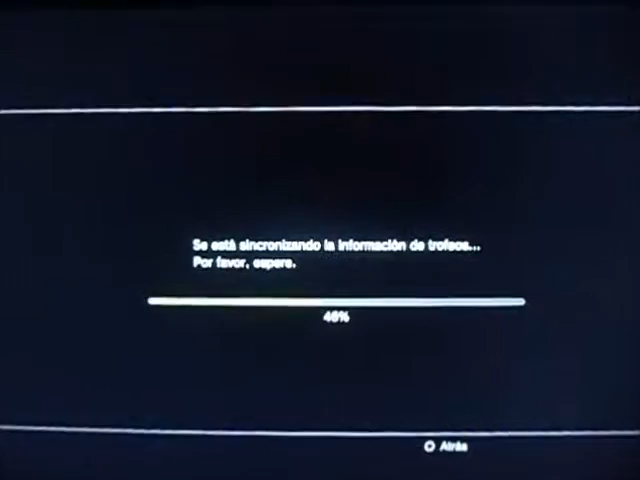 Se está sincronizando la información de trofeos...
Por favor, espere.
46%
Atrás